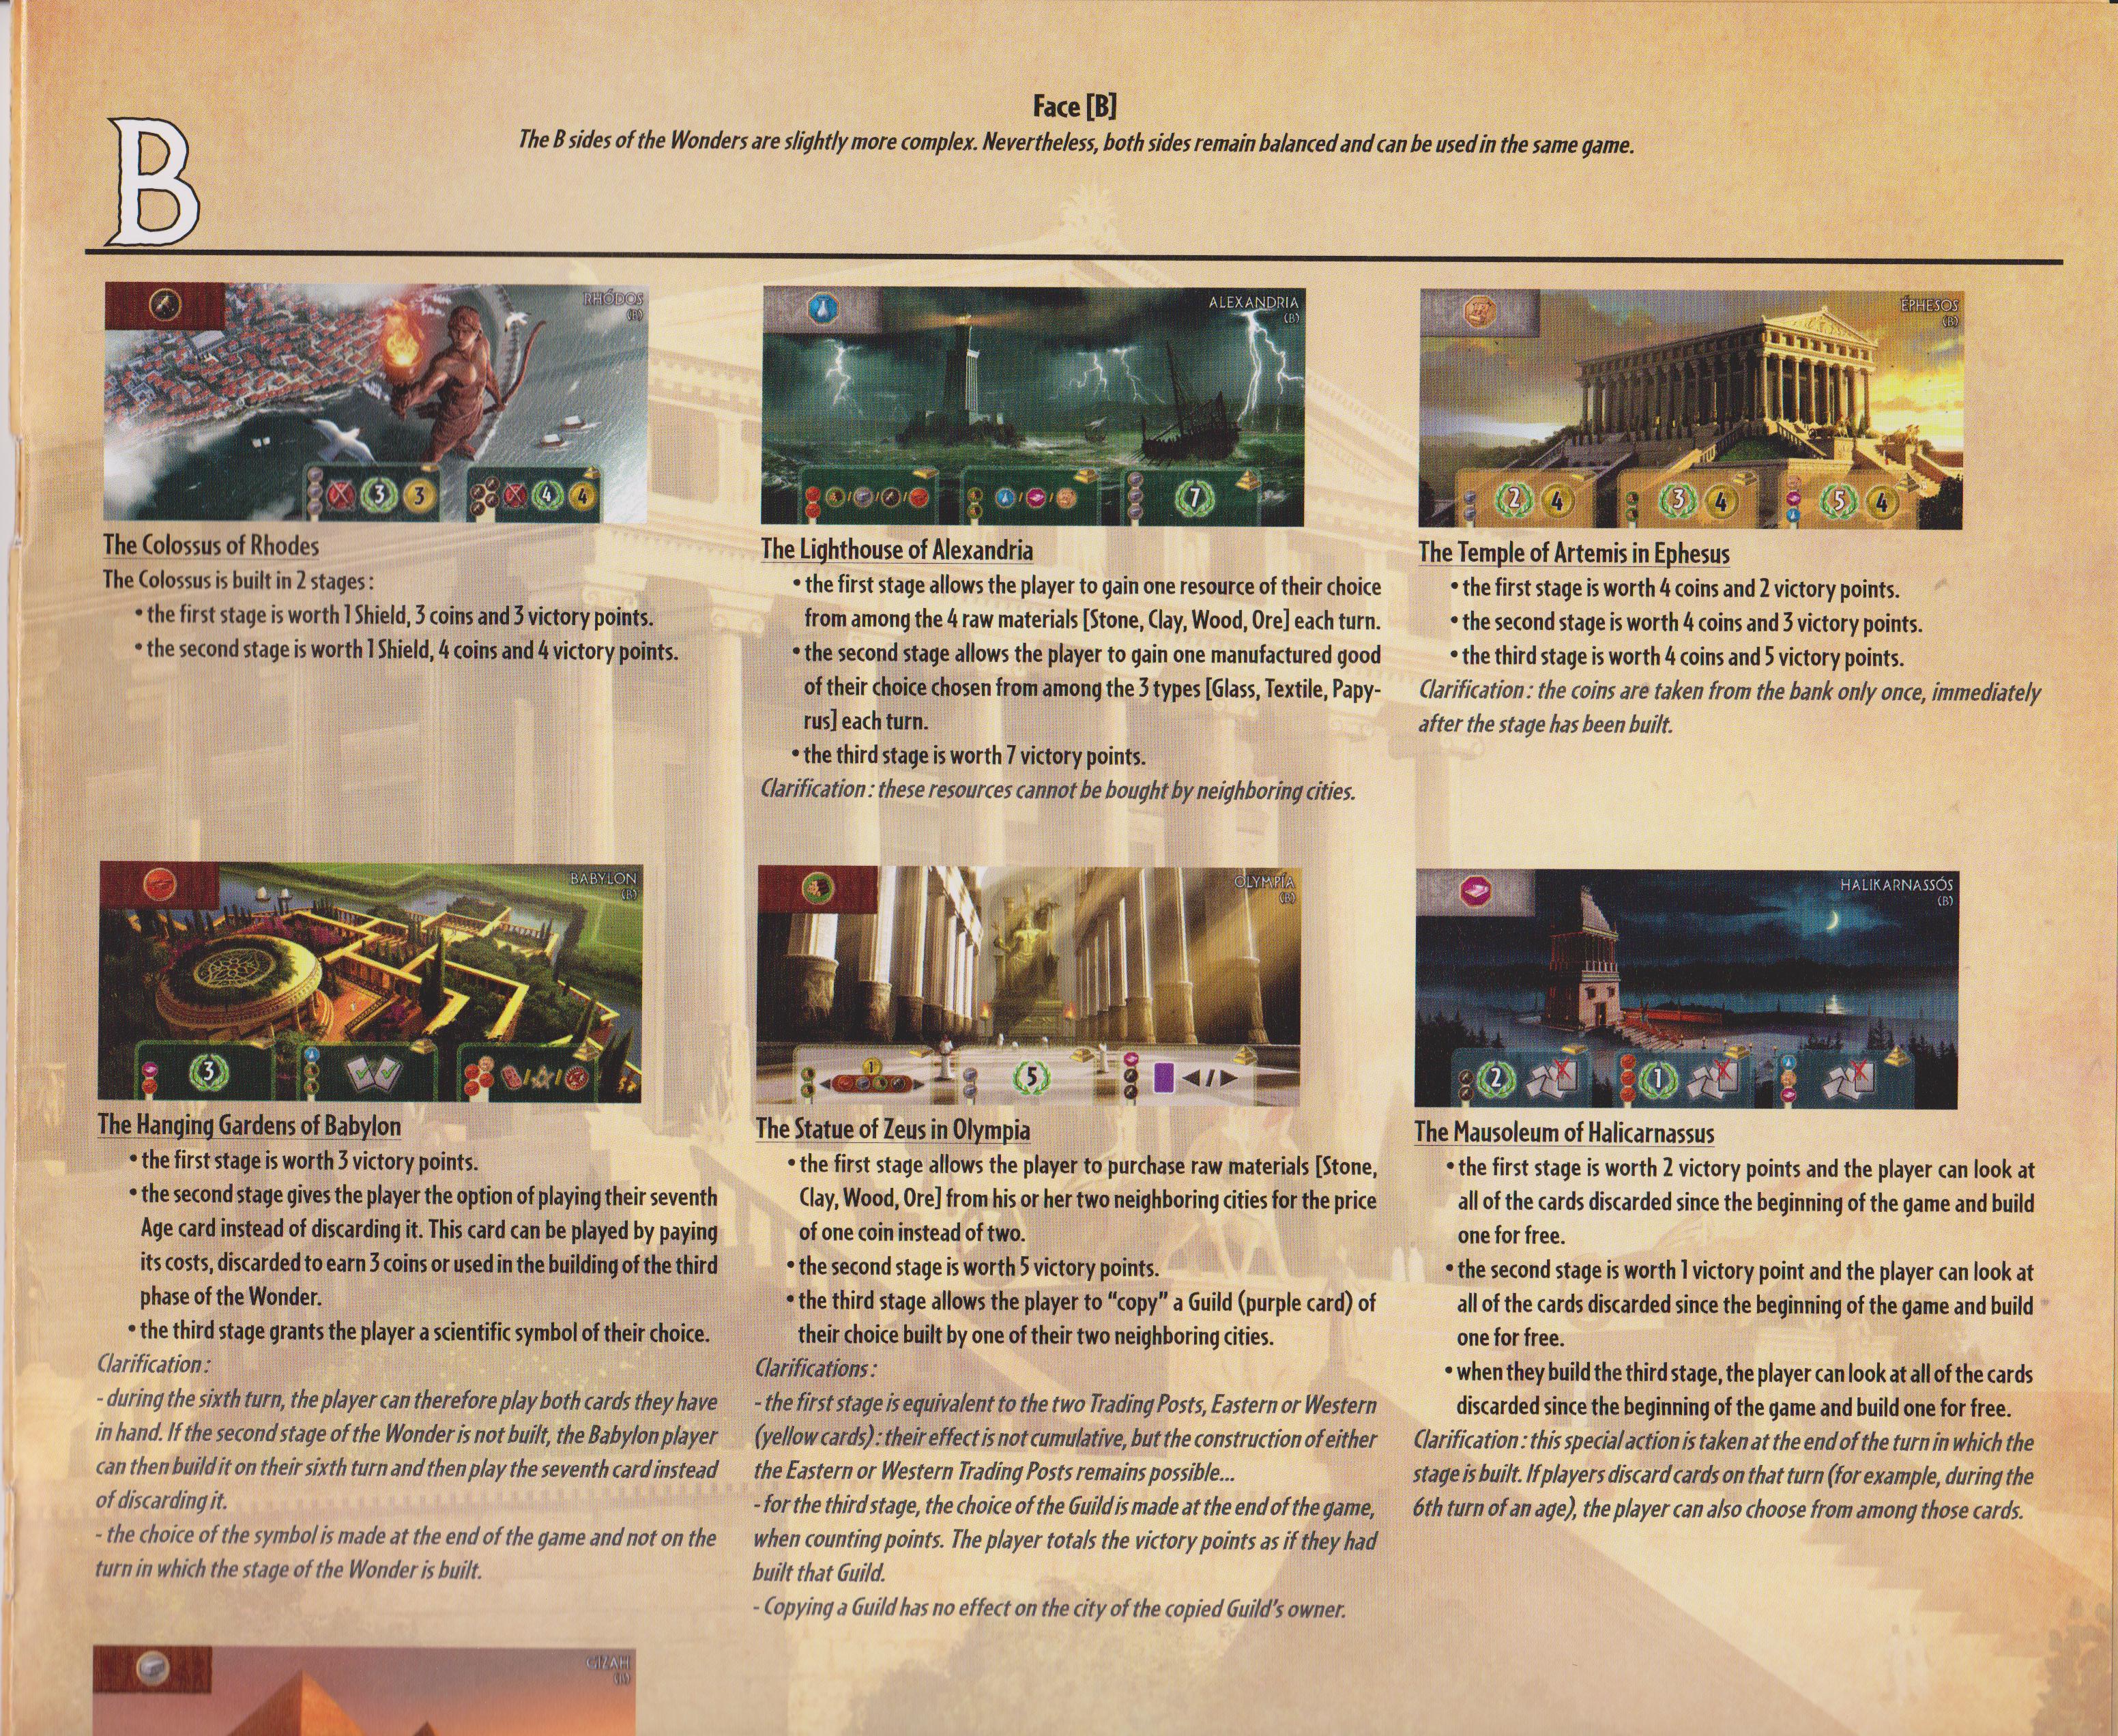 Face [B]
The B sides of the Wonders are slightly more complex. Nevertheless, both sides remain balanced and can be used in the same game.
B
RHÓDOS
(B)
3 3
4 4
The Colossus of Rhodes
The Colossus is built in 2 stages :
• the first stage is worth 1 Shield, 3 coins and 3 victory points.
• the second stage is worth 1 Shield, 4 coins and 4 victory points.
ALEXANDRIA
(B)
7
The Lighthouse of Alexandria
• the first stage allows the player to gain one resource of their choice
from among the 4 raw materials [Stone, Clay, Wood, Ore] each turn.
• the second stage allows the player to gain one manufactured good
of their choice chosen from among the 3 types [Glass, Textile, Papy-
rus] each turn.
• the third stage is worth 7 victory points.
Clarification : these resources cannot be bought by neighboring cities.
ÉPHESOS
(B)
2 4
3 4
5 4
The Temple of Artemis in Ephesus
• the first stage is worth 4 coins and 2 victory points.
• the second stage is worth 4 coins and 3 victory points.
• the third stage is worth 4 coins and 5 victory points.
Clarification : the coins are taken from the bank only once, immediately
after the stage has been built.
BABYLON
(B)
3
The Hanging Gardens of Babylon
• the first stage is worth 3 victory points.
• the second stage gives the player the option of playing their seventh
Age card instead of discarding it. This card can be played by paying
its costs, discarded to earn 3 coins or used in the building of the third
phase of the Wonder.
• the third stage grants the player a scientific symbol of their choice.
Clarification :
- during the sixth turn, the player can therefore play both cards they have
in hand. If the second stage of the Wonder is not built, the Babylon player
can then build it on their sixth turn and then play the seventh card instead
of discarding it.
- the choice of the symbol is made at the end of the game and not on the
turn in which the stage of the Wonder is built.
OLYMPÍA
(B)
1
5
/
The Statue of Zeus in Olympia
• the first stage allows the player to purchase raw materials [Stone,
Clay, Wood, Ore] from his or her two neighboring cities for the price
of one coin instead of two.
• the second stage is worth 5 victory points.
• the third stage allows the player to “copy” a Guild (purple card) of
their choice built by one of their two neighboring cities.
Clarifications :
- the first stage is equivalent to the two Trading Posts, Eastern or Western
(yellow cards) : their effect is not cumulative, but the construction of either
the Eastern or Western Trading Posts remains possible...
- for the third stage, the choice of the Guild is made at the end of the game,
when counting points. The player totals the victory points as if they had
built that Guild.
- Copying a Guild has no effect on the city of the copied Guild's owner.
HALIKARNASSÓS
(B)
2
1
The Mausoleum of Halicarnassus
• the first stage is worth 2 victory points and the player can look at
all of the cards discarded since the beginning of the game and build
one for free.
• the second stage is worth 1 victory point and the player can look at
all of the cards discarded since the beginning of the game and build
one for free.
• when they build the third stage, the player can look at all of the cards
discarded since the beginning of the game and build one for free.
Clarification : this special action is taken at the end of the turn in which the
stage is built. If players discard cards on that turn (for example, during the
6th turn of an age), the player can also choose from among those cards.
GIZAH
(B)